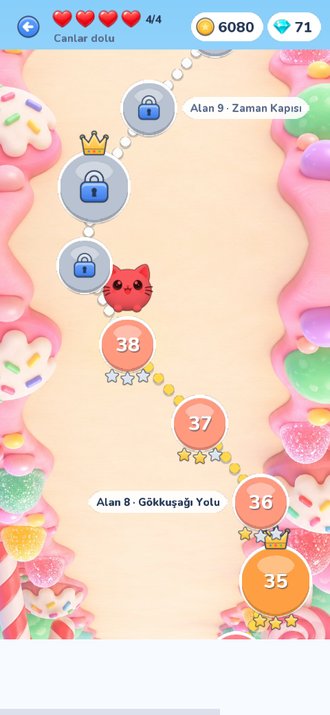 4/4
Canlar dolu
6080
71
Alan 9 · Zaman Kapısı
38
37
Alan 8 · Gökkuşağı Yolu
36
35